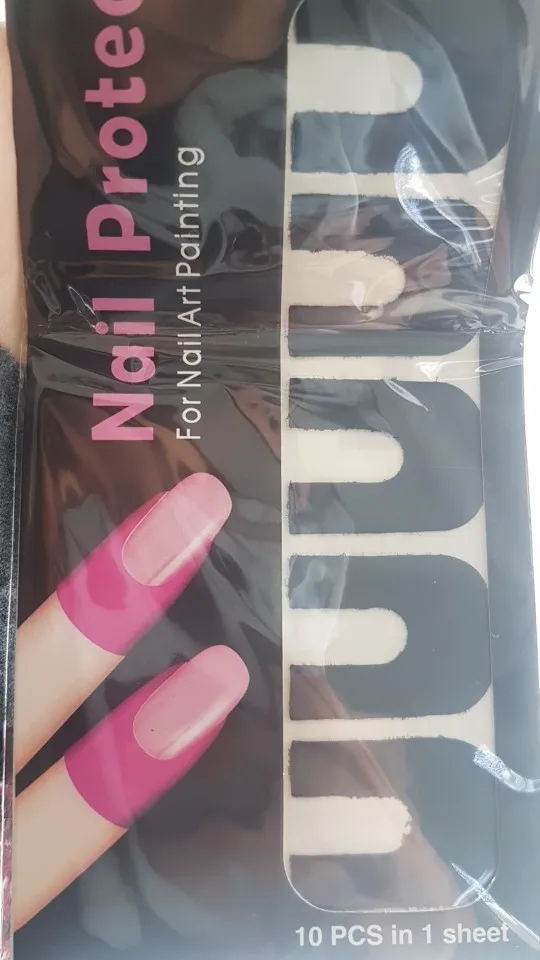 Nail Protec
For Nail Art Painting
10 PCS in 1 sheet